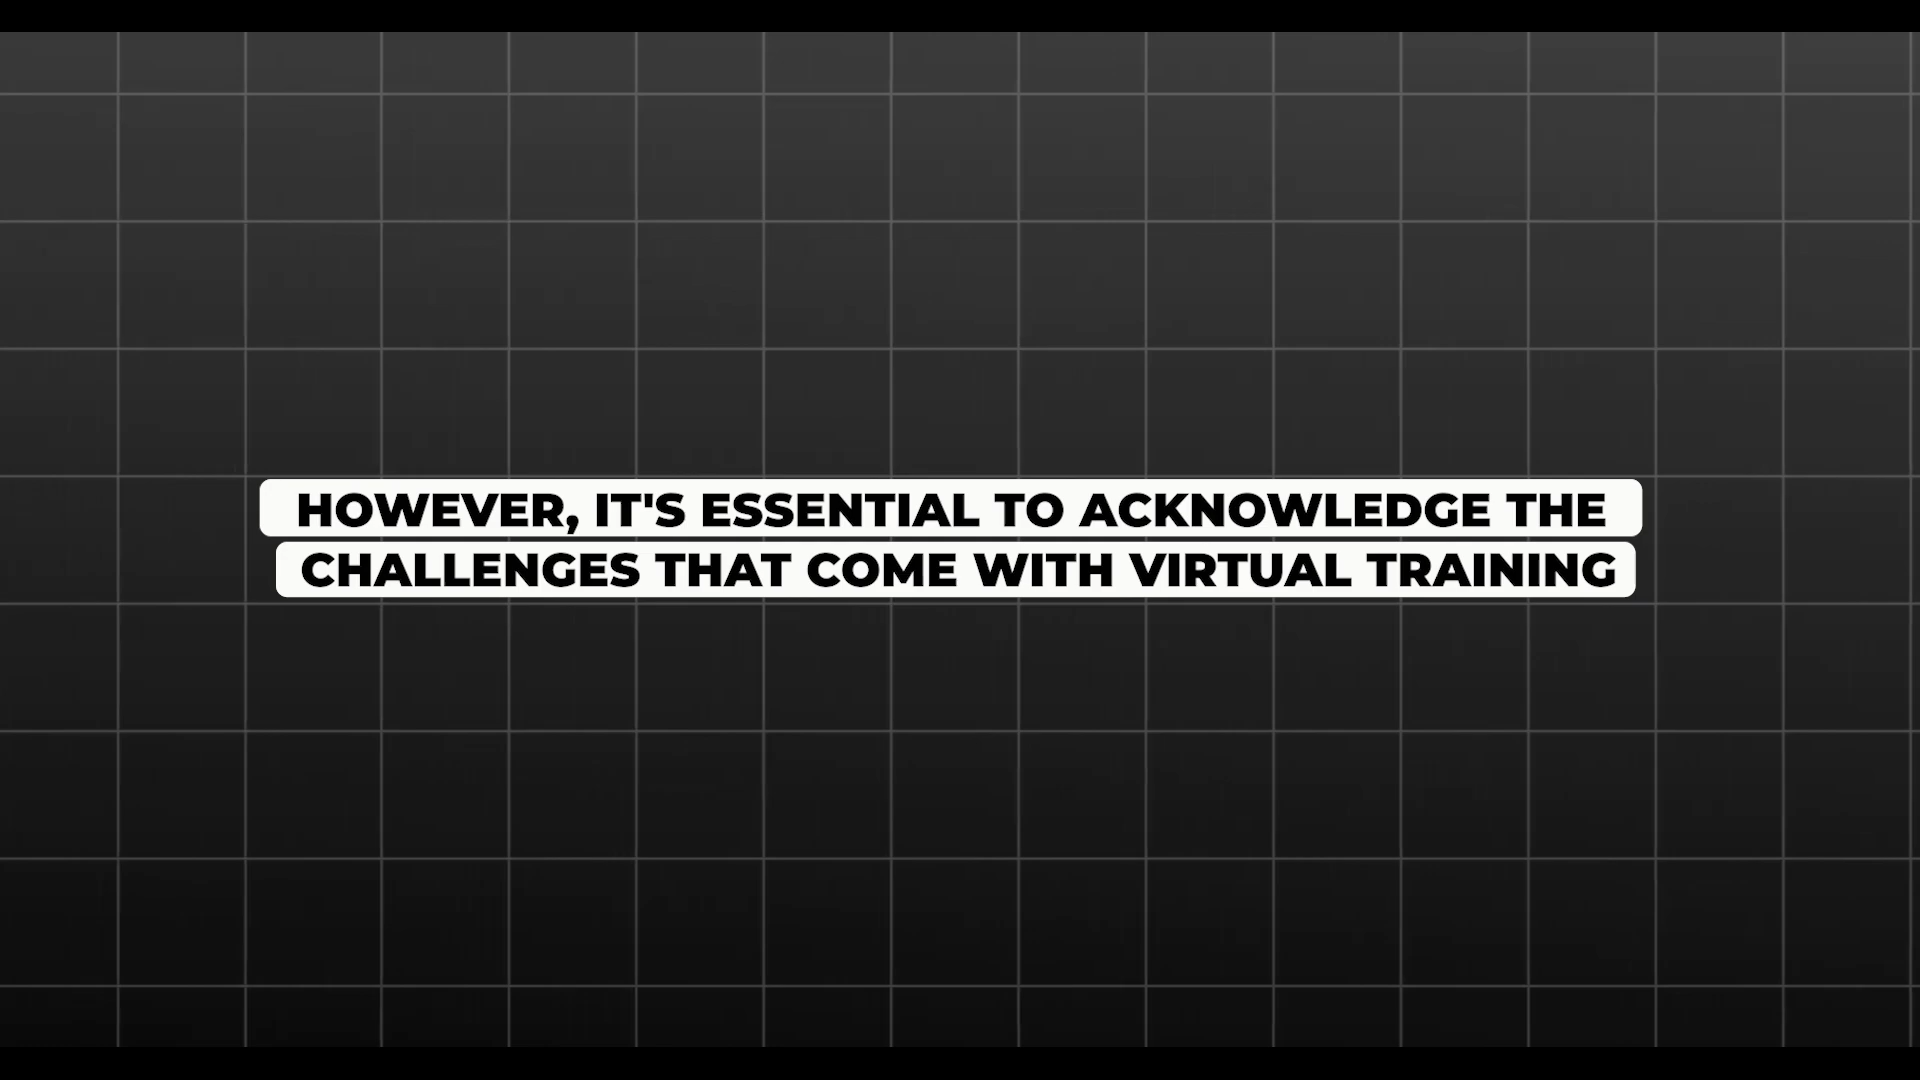 HOWEVER, IT'S ESSENTIAL TO ACKNOWLEDGE THE
CHALLENGES THAT COME WITH VIRTUAL TRAINING